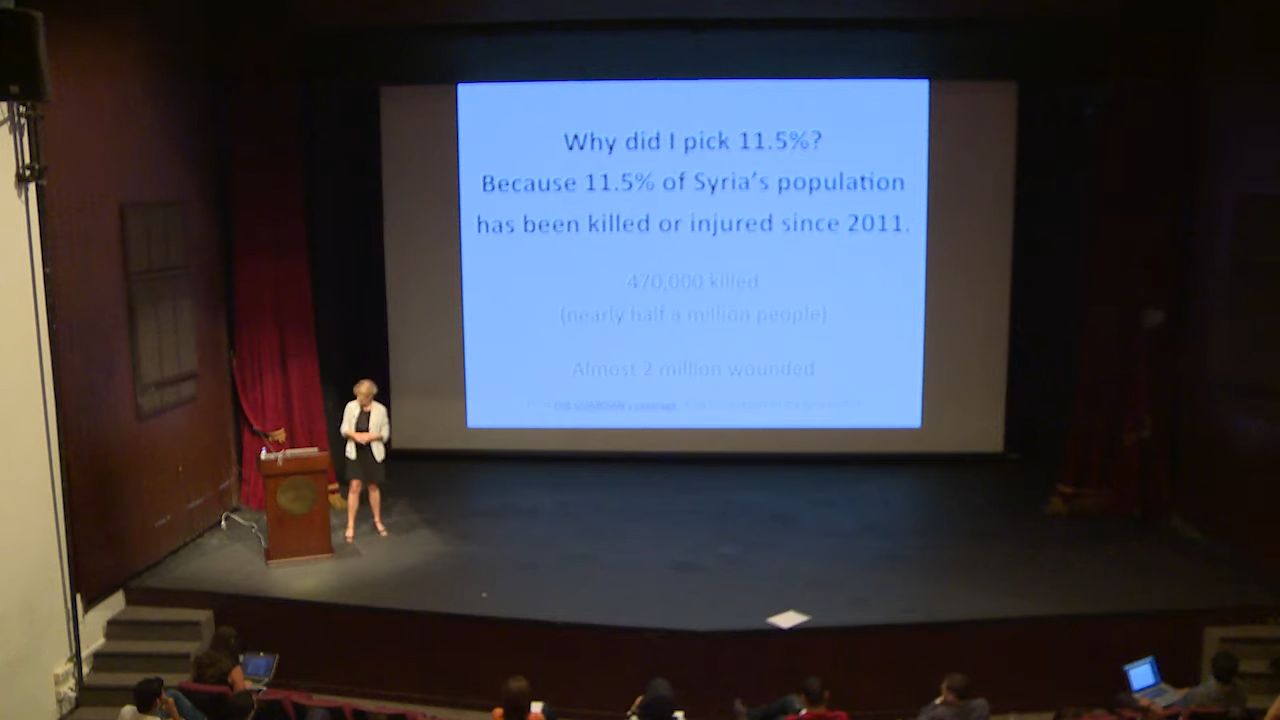 Why did I pick 11.5%?
Because 11.5% of Syria's population
has been killed or injured since 2011.
470,000 killed
(nearly half a million people)
Almost 2 million wounded